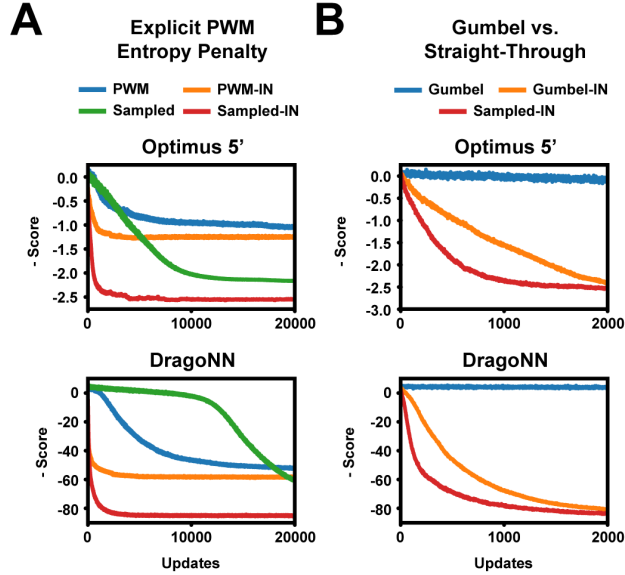 A
Explicit PWM
Entropy Penalty
PWM
PWM-IN
Sampled
Sampled-IN
Optimus 5’
0.0
-0.5
-1.0
-1.5
-2.0
-2.5
- Score
0
10000
20000
DragoNN
0
-20
-40
-60
-80
- Score
0
10000
20000
Updates
B
Gumbel vs.
Straight-Through
Gumbel
Gumbel-IN
Sampled-IN
Optimus 5’
0.0
-0.5
-1.0
-1.5
-2.0
-2.5
-3.0
- Score
0
1000
2000
DragoNN
0
-20
-40
-60
-80
- Score
0
1000
2000
Updates